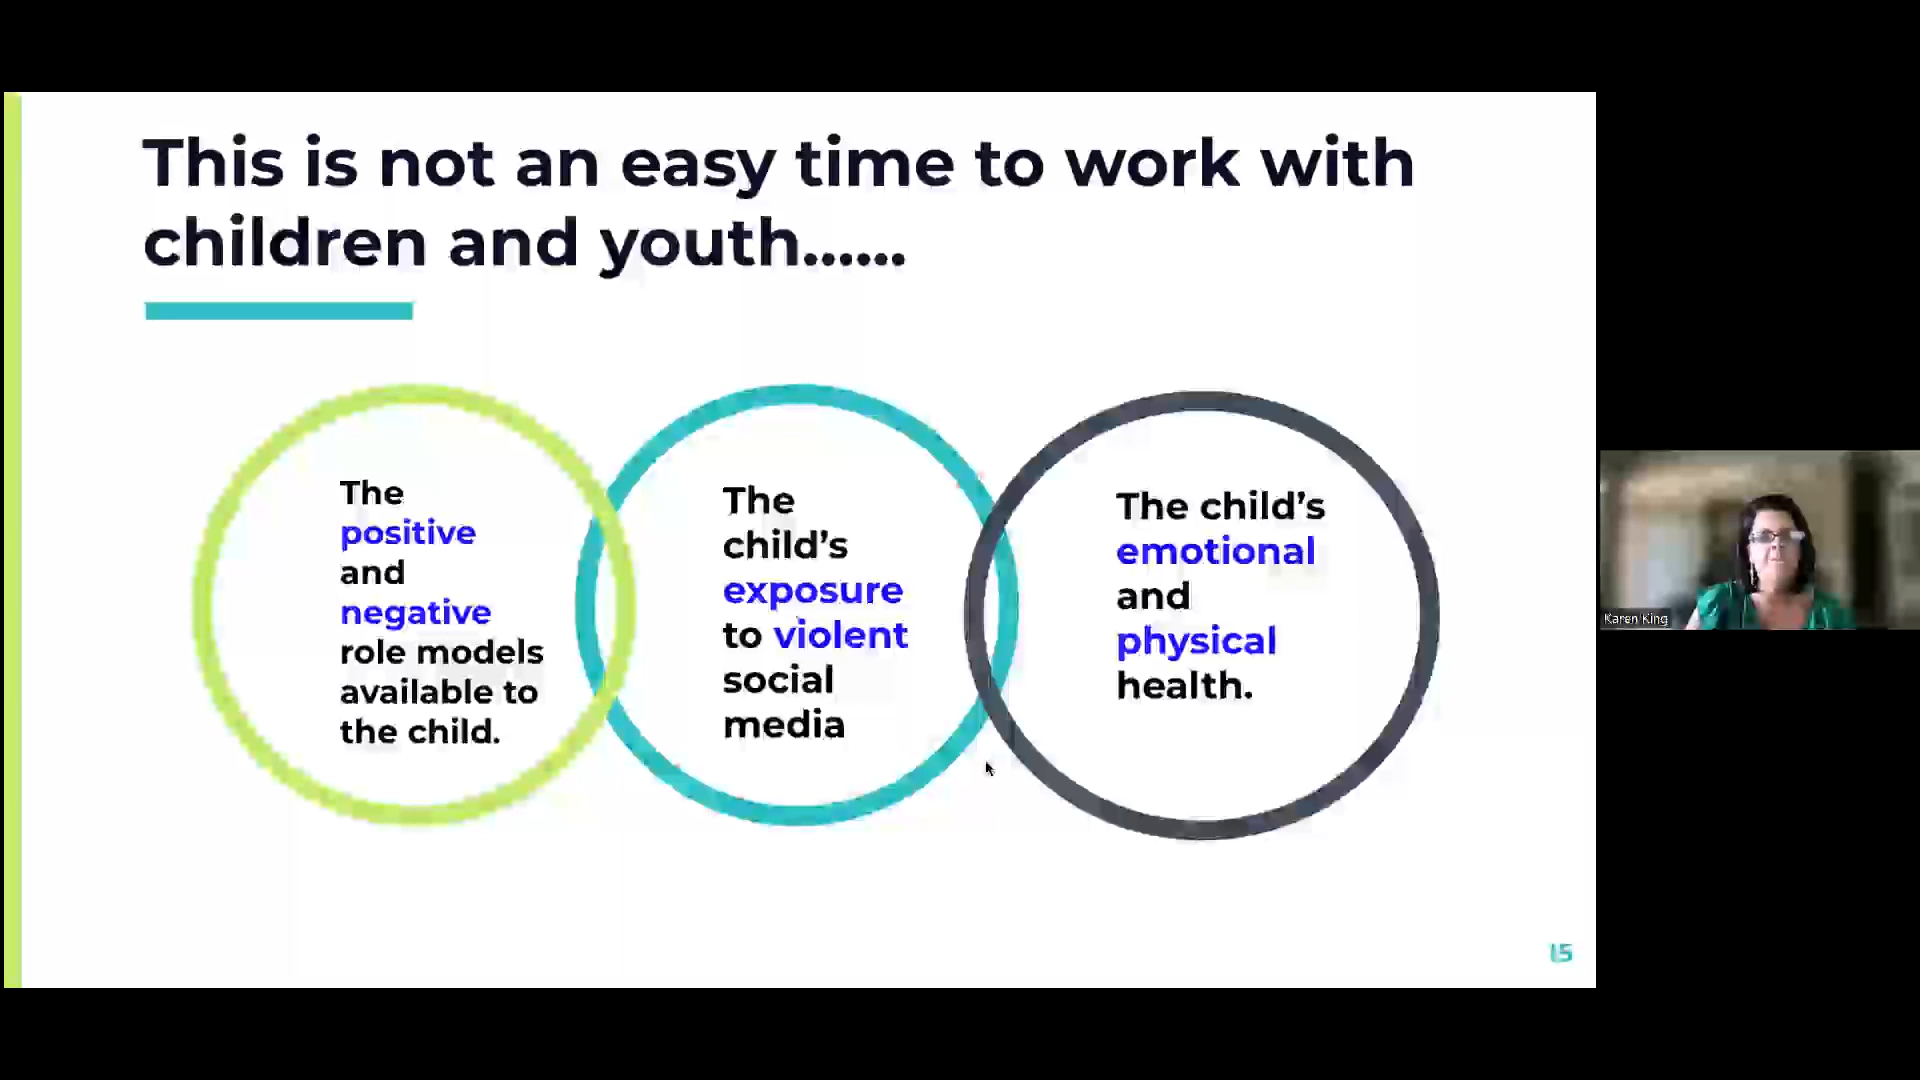 This is not an easy time to work with
children and youth......
The
positive
and
negative
role models
available to
the child.
The
child’s
exposure
to violent
social
media
The child’s
emotional
and
physical
health.
Karen King
15